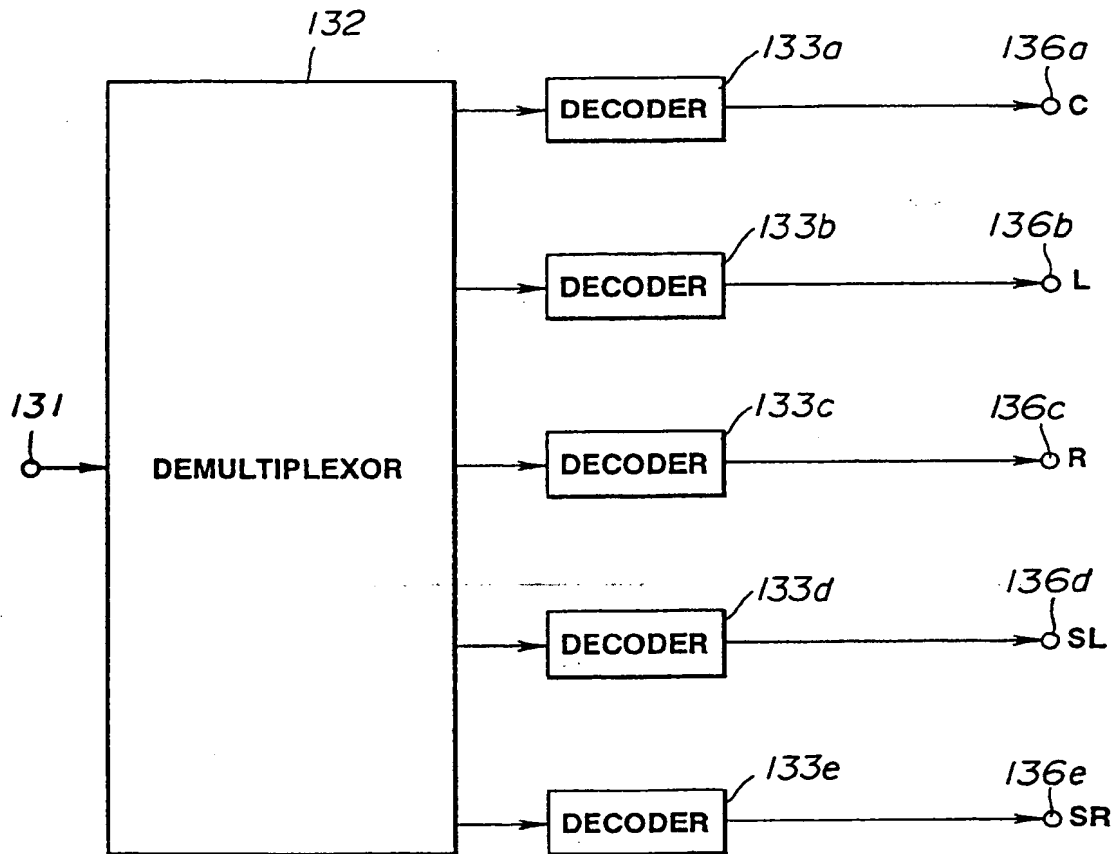 132
133a
136a
DECODER
C
133b
136b
DECODER
L
131
133c
136c
DEMULTIPLEXOR
DECODER
R
133d
136d
DECODER
SL
133e
136e
DECODER
SR